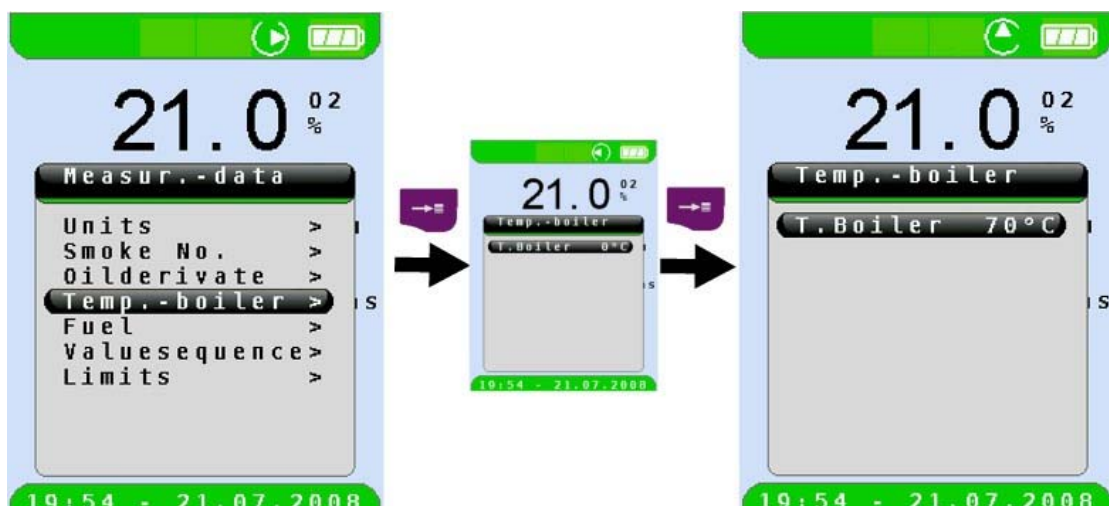 21.0 02 %
Measur.-data
Units >
Smoke No. >
Oilderivate >
Temp.-boiler >
s
Fuel >
Valuesequence>
Limits >
19:54 - 21.07.2008
21.0 02 %
Temp.-boiler
T.Boiler 0°C
s
19:54 - 21.07.2008
21.0 02 %
Temp.-boiler
T.Boiler 70°C
s
19:54 - 21.07.2008